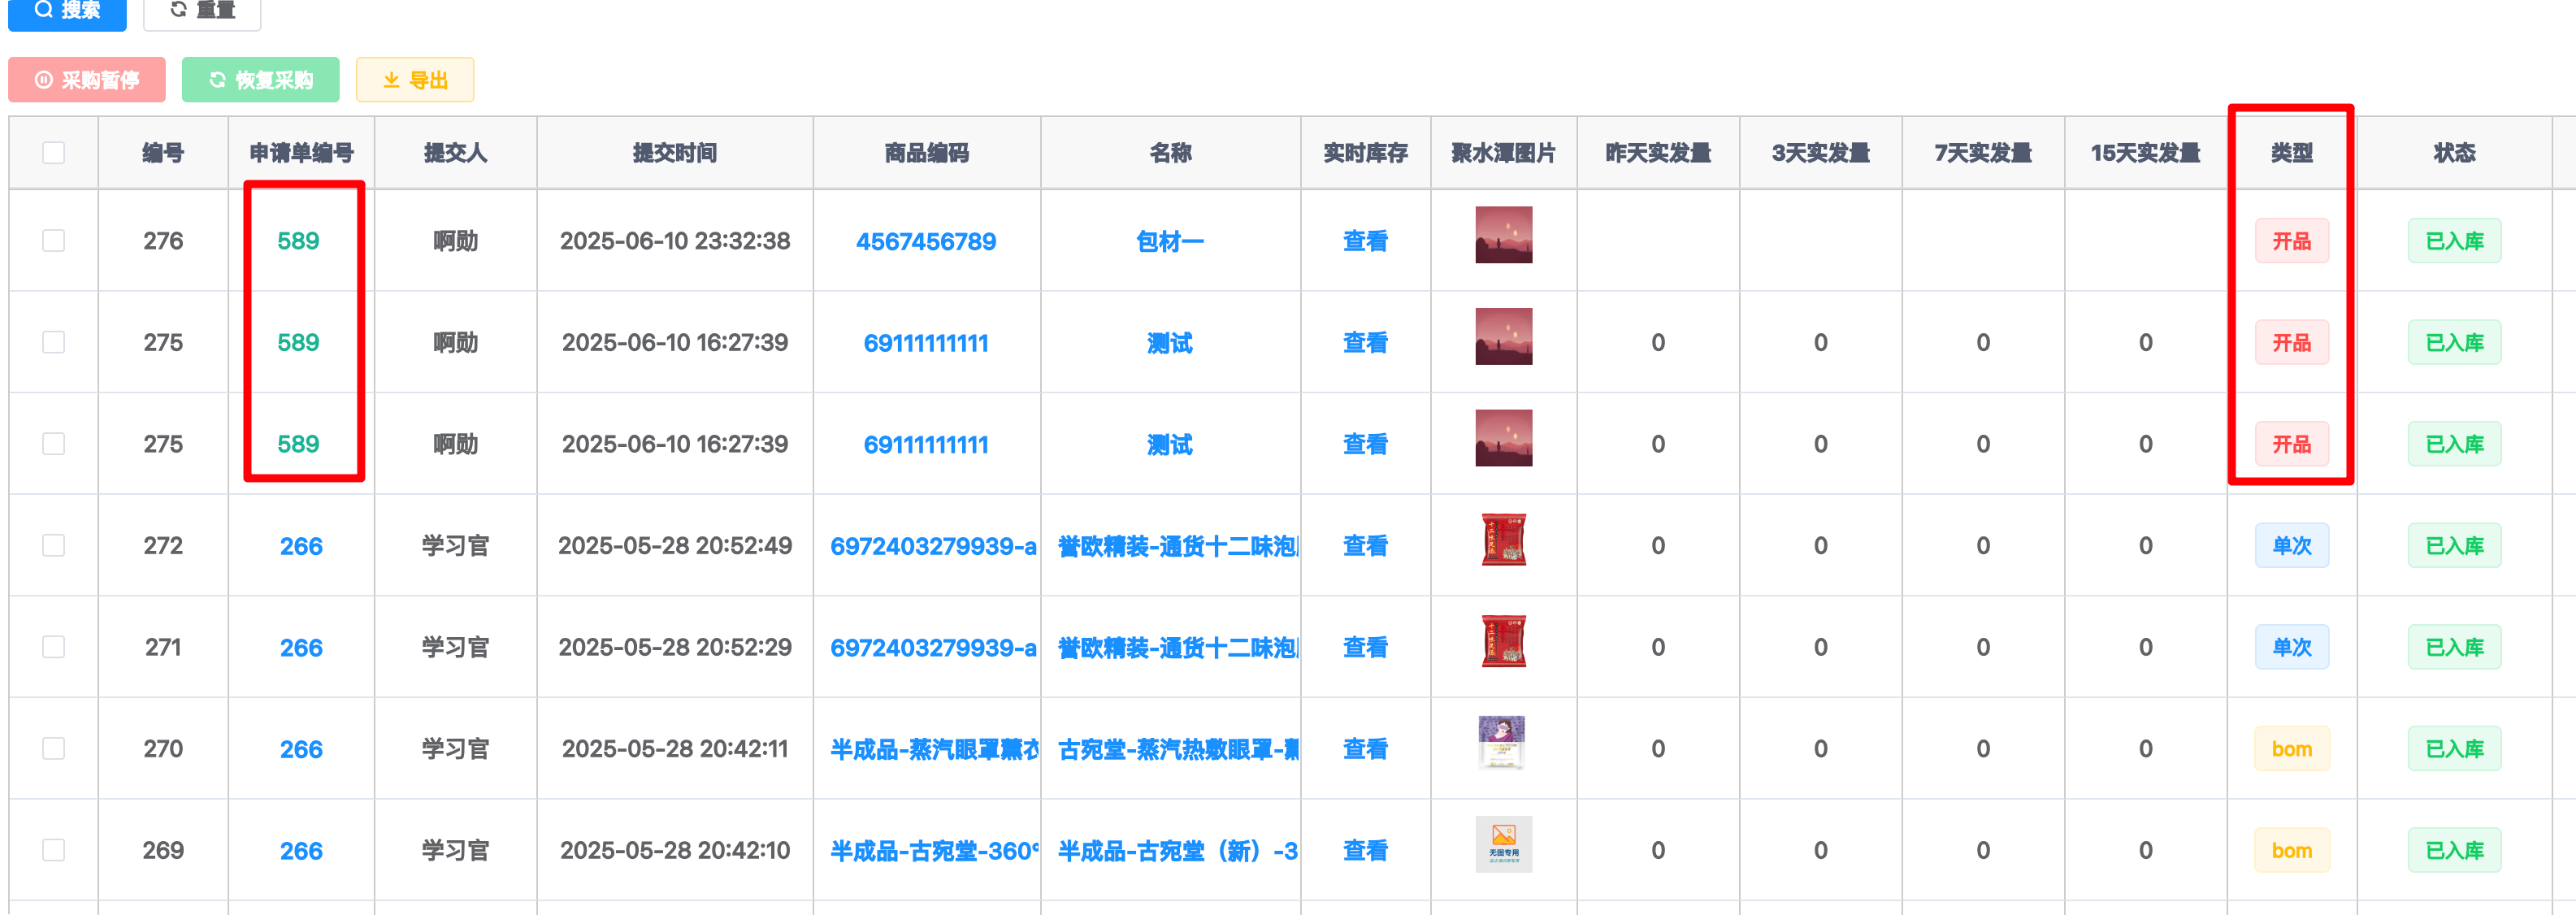 搜索 重置
采购暂停 恢复采购 导出
编号 申请单编号 提交人 提交时间 商品编码 名称 实时库存 聚水潭图片 昨天实发量 3天实发量 7天实发量 15天实发量 类型 状态
276 589 啊勋 2025-06-10 23:32:38 4567456789 包材一 查看 开品 已入库
275 589 啊勋 2025-06-10 16:27:39 69111111111 测试 查看 0 0 0 0 开品 已入库
275 589 啊勋 2025-06-10 16:27:39 69111111111 测试 查看 0 0 0 0 开品 已入库
272 266 学习官 2025-05-28 20:52:49 6972403279939-a 誉欧精装-通货十二味泡 查看 0 0 0 0 单次 已入库
271 266 学习官 2025-05-28 20:52:29 6972403279939-a 誉欧精装-通货十二味泡 查看 0 0 0 0 单次 已入库
270 266 学习官 2025-05-28 20:42:11 半成品-蒸汽眼罩薰衣 古宛堂-蒸汽热敷眼罩-薰 查看 0 0 0 0 bom 已入库
269 266 学习官 2025-05-28 20:42:10 半成品-古宛堂-360° 半成品-古宛堂（新）-3 查看 无图专用 0 0 0 0 bom 已入库